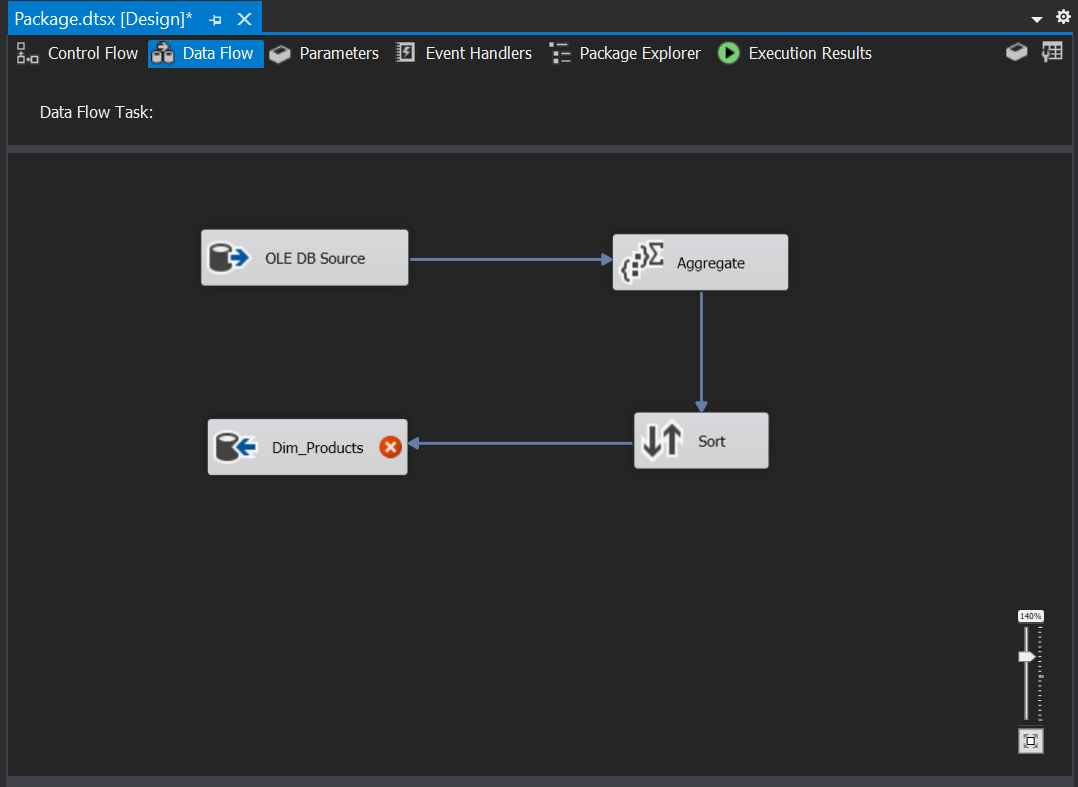 Package.dtsx [Design]*
Control Flow Data Flow Parameters Event Handlers Package Explorer Execution Results
Data Flow Task:
OLE DB Source
Aggregate
Dim_Products
Sort
140%